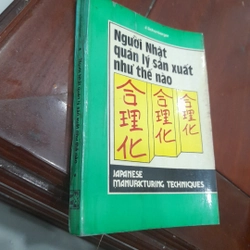 Người Nhật
quản lý sản xuất
như thế nào
合理化
合理化
合理化
JAPANESE
MANUFACTURING TECHNIQUES